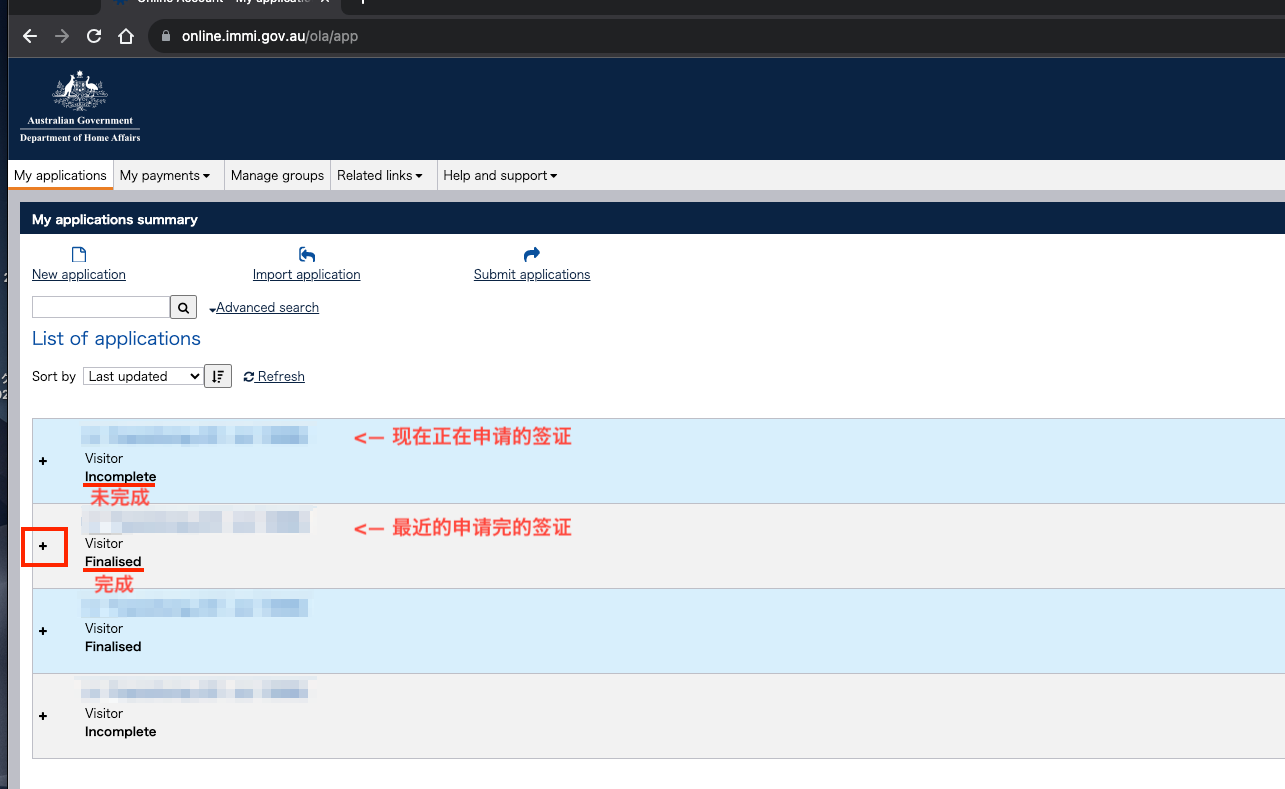 Online Account - My applicatio
online.immi.gov.au/ola/app
Australian Government
Department of Home Affairs
My applications
My payments
Manage groups
Related links
Help and support
My applications summary
New application
Import application
Submit applications
Advanced search
List of applications
Sort by
Last updated
Refresh
<— 现在正在申请的签证
+
Visitor
Incomplete
未完成
<— 最近的申请完的签证
+
Visitor
Finalised
完成
+
Visitor
Finalised
+
Visitor
Incomplete